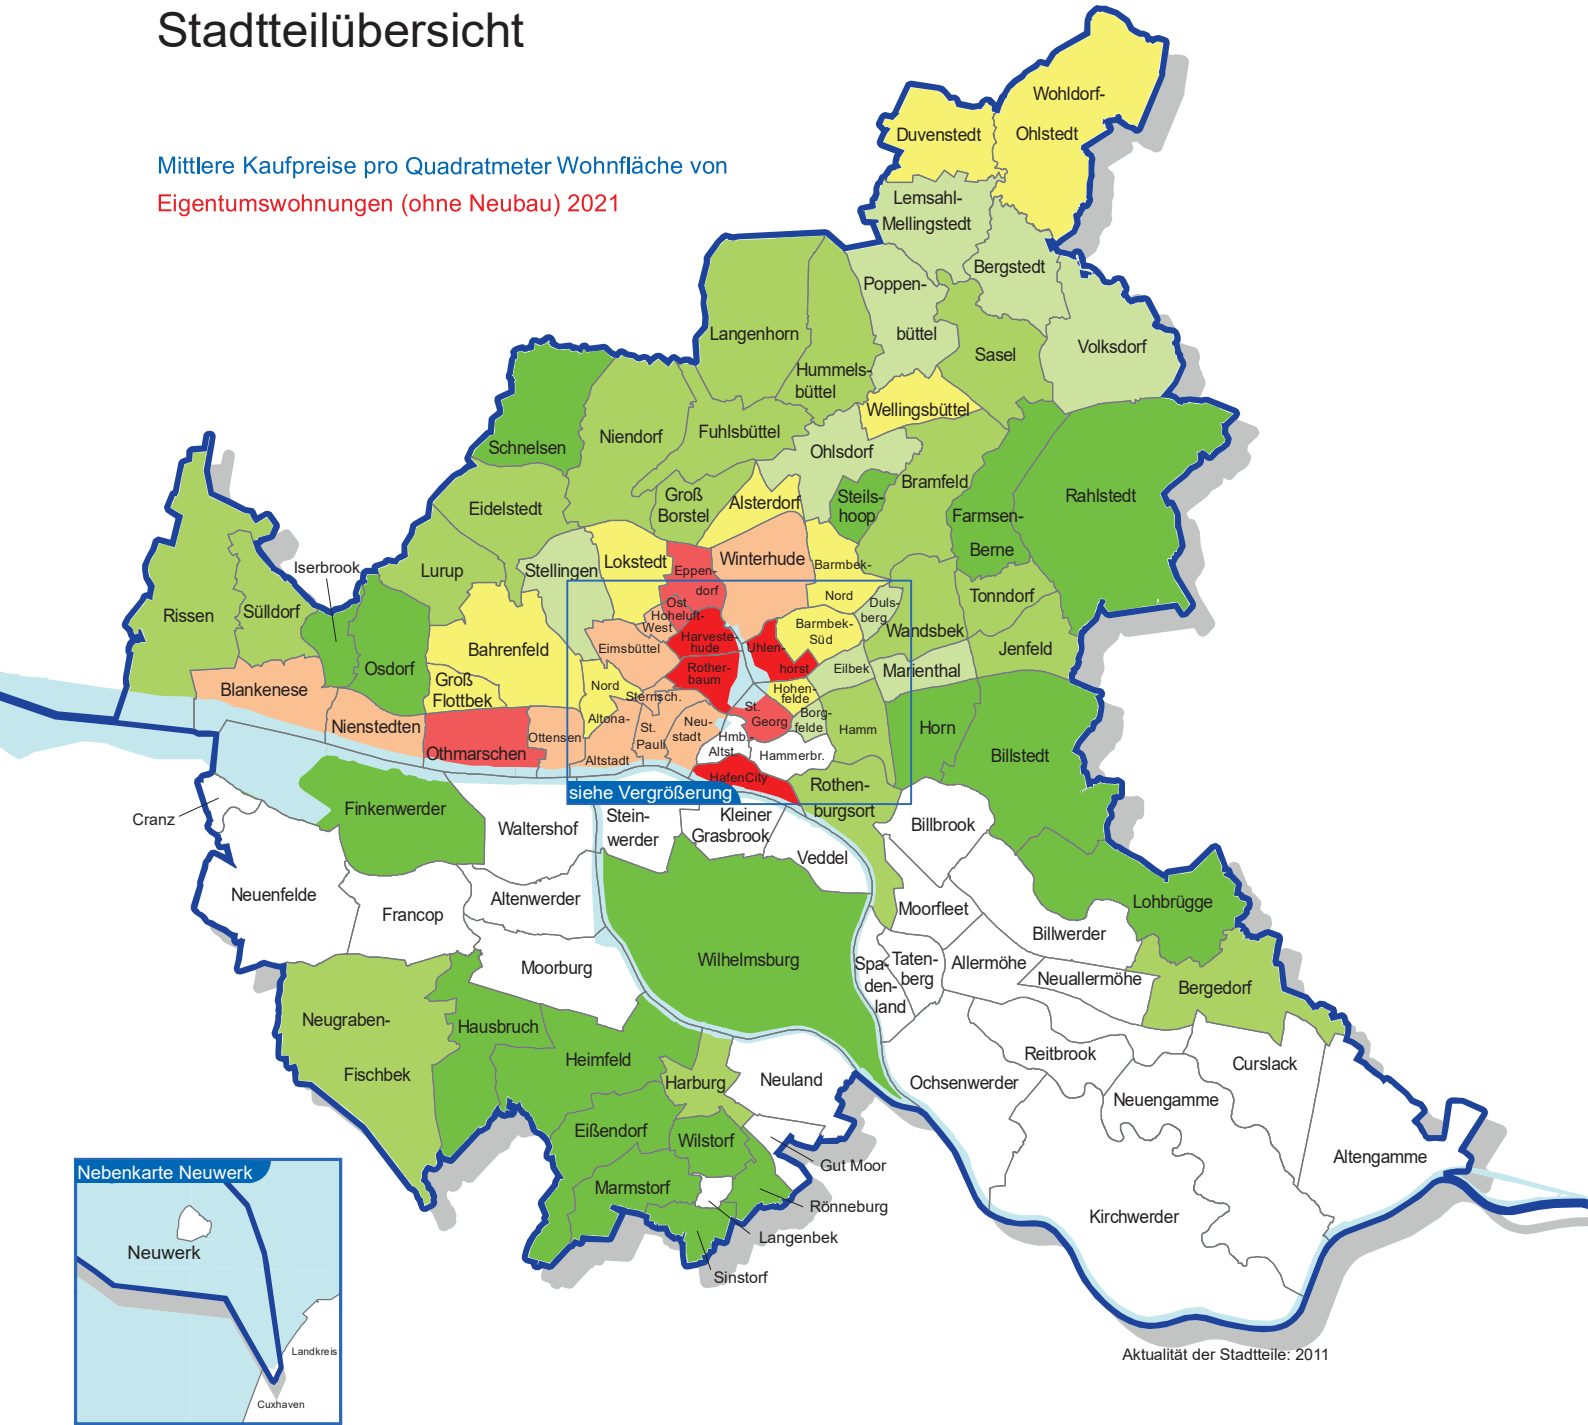 Stadtteilübersicht
Mittlere Kaufpreise pro Quadratmeter Wohnfläche von
Eigentumswohnungen (ohne Neubau) 2021
Wohldorf-
Ohlstedt
Duvenstedt
Lemsahl-
Mellingstedt
Bergstedt
Poppen-
büttel
Volksdorf
Sasel
Langenhorn
Hummels-
büttel
Wellingsbüttel
Schnelsen
Niendorf
Fuhlsbüttel
Ohlsdorf
Bramfeld
Rahlstedt
Eidelstedt
Groß
Borstel
Alsterdorf
Steils-
hoop
Farmsen-
Berne
Iserbrook
Lurup
Stellingen
Lokstedt
Eppen-
dorf
Winterhude
Barmbek-
Nord
Tonndorf
Rissen
Sülldorf
Osdorf
Bahrenfeld
Ost
Hoheluft-
West
Duls-
berg
Wandsbek
Barmbek-
Süd
Jenfeld
Eimsbüttel
Harveste-
hude
Uhlen-
horst
Eilbek
Marienthal
Blankenese
Groß
Flottbek
Nord
Sternsch.
Rother-
baum
Hohen-
felde
Nienstedten
Othmarschen
Ottensen
Altona-
Altstadt
St.
Pauli
Neu-
stadt
St.
Georg
Borg-
felde
Hamm
Horn
Billstedt
Hmb.-
Altst.
Hammerbr.
HafenCity
siehe Vergrößerung
Rothen-
burgsort
Cranz
Finkenwerder
Waltershof
Stein-
werder
Kleiner
Grasbrook
Veddel
Billbrook
Neuenfelde
Francop
Altenwerder
Moorfleet
Lohbrügge
Billwerder
Moorburg
Wilhelmsburg
Spa-
den-
land
Taten-
berg
Allermöhe
Neuallermöhe
Bergedorf
Neugraben-
Fischbek
Hausbruch
Heimfeld
Harburg
Neuland
Reitbrook
Curslack
Ochsenwerder
Neuengamme
Eißendorf
Wilstorf
Gut Moor
Altengamme
Marmstorf
Rönneburg
Langenbek
Sinstorf
Kirchwerder
Nebenkarte Neuwerk
Neuwerk
Landkreis
Cuxhaven
Aktualität der Stadtteile: 2011